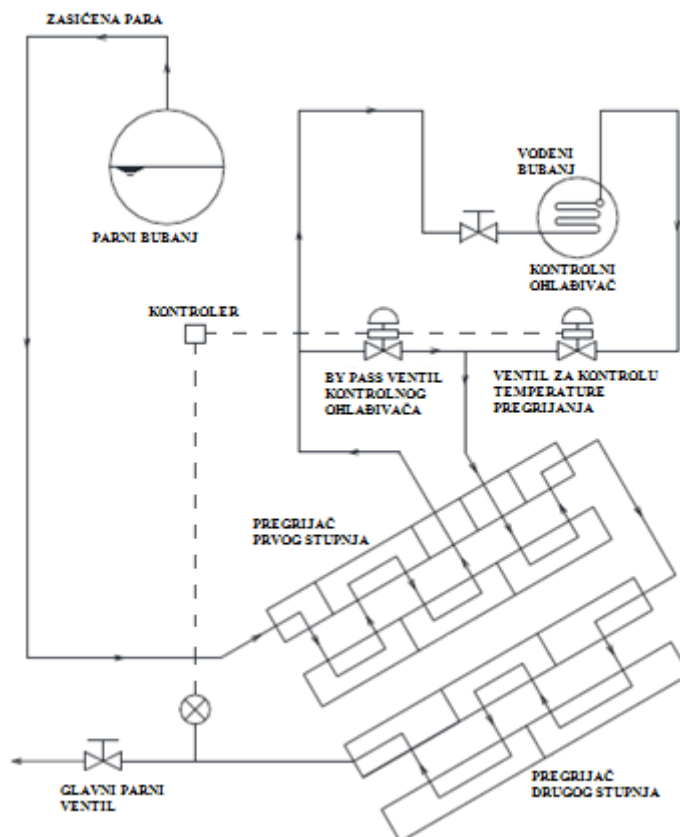 ZASIĆENA PARA
VODENI
BUBANJ
PARNI BUBANJ
KONTROLNI
OHLAĐIVAČ
KONTROLER
BY PASS VENTIL
KONTROLNOG
OHLAĐIVAČA
VENTIL ZA KONTROLU
TEMPERATURE
PREGRIJANJA
PREGRIJAČ
PRVOG STUPNJA
GLAVNI PARNI
VENTIL
PREGRIJAČ
DRUGOG STUPNJA